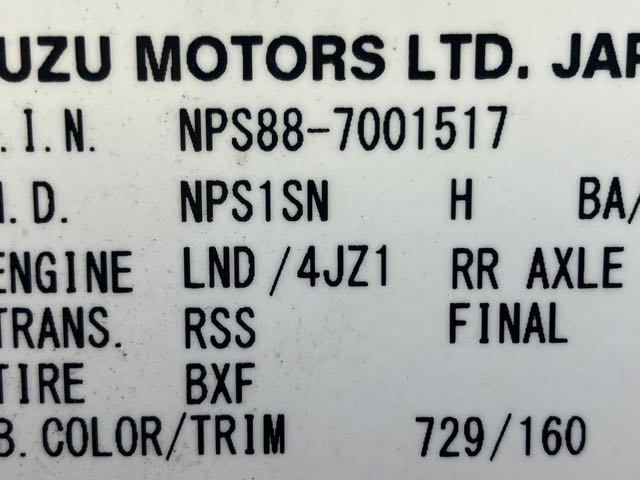 UZU MOTORS LTD. JAP
.I.N. NPS88-7001517
.D. NPS1SN H BA/
ENGINE LND/4JZ1 RR AXLE
TRANS. RSS FINAL
TIRE BXF
B.COLOR/TRIM 729/160